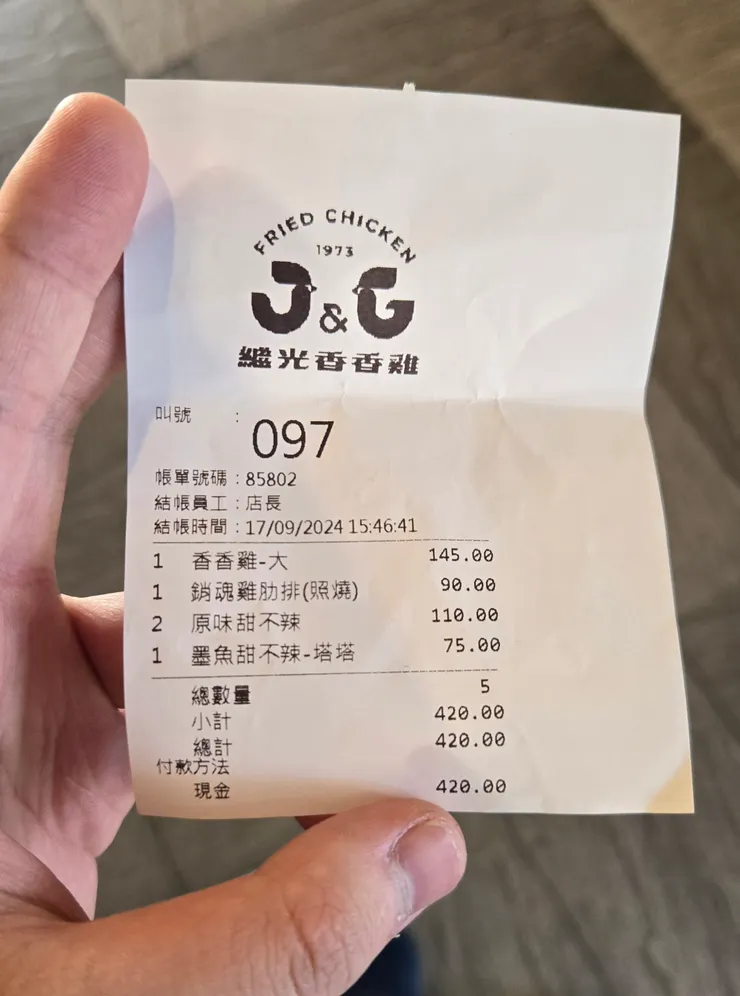 FRIED CHICKEN
1973
J & G
繼光香香雞
叫號 : 097
帳單號碼 : 85802
結帳員工 : 店長
結帳時間 : 17/09/2024 15:46:41
1 香香雞-大 145.00
1 銷魂雞肋排(照燒) 90.00
2 原味甜不辣 110.00
1 墨魚甜不辣-塔塔 75.00
總數量 5
小計 420.00
總計 420.00
付款方法
現金 420.00